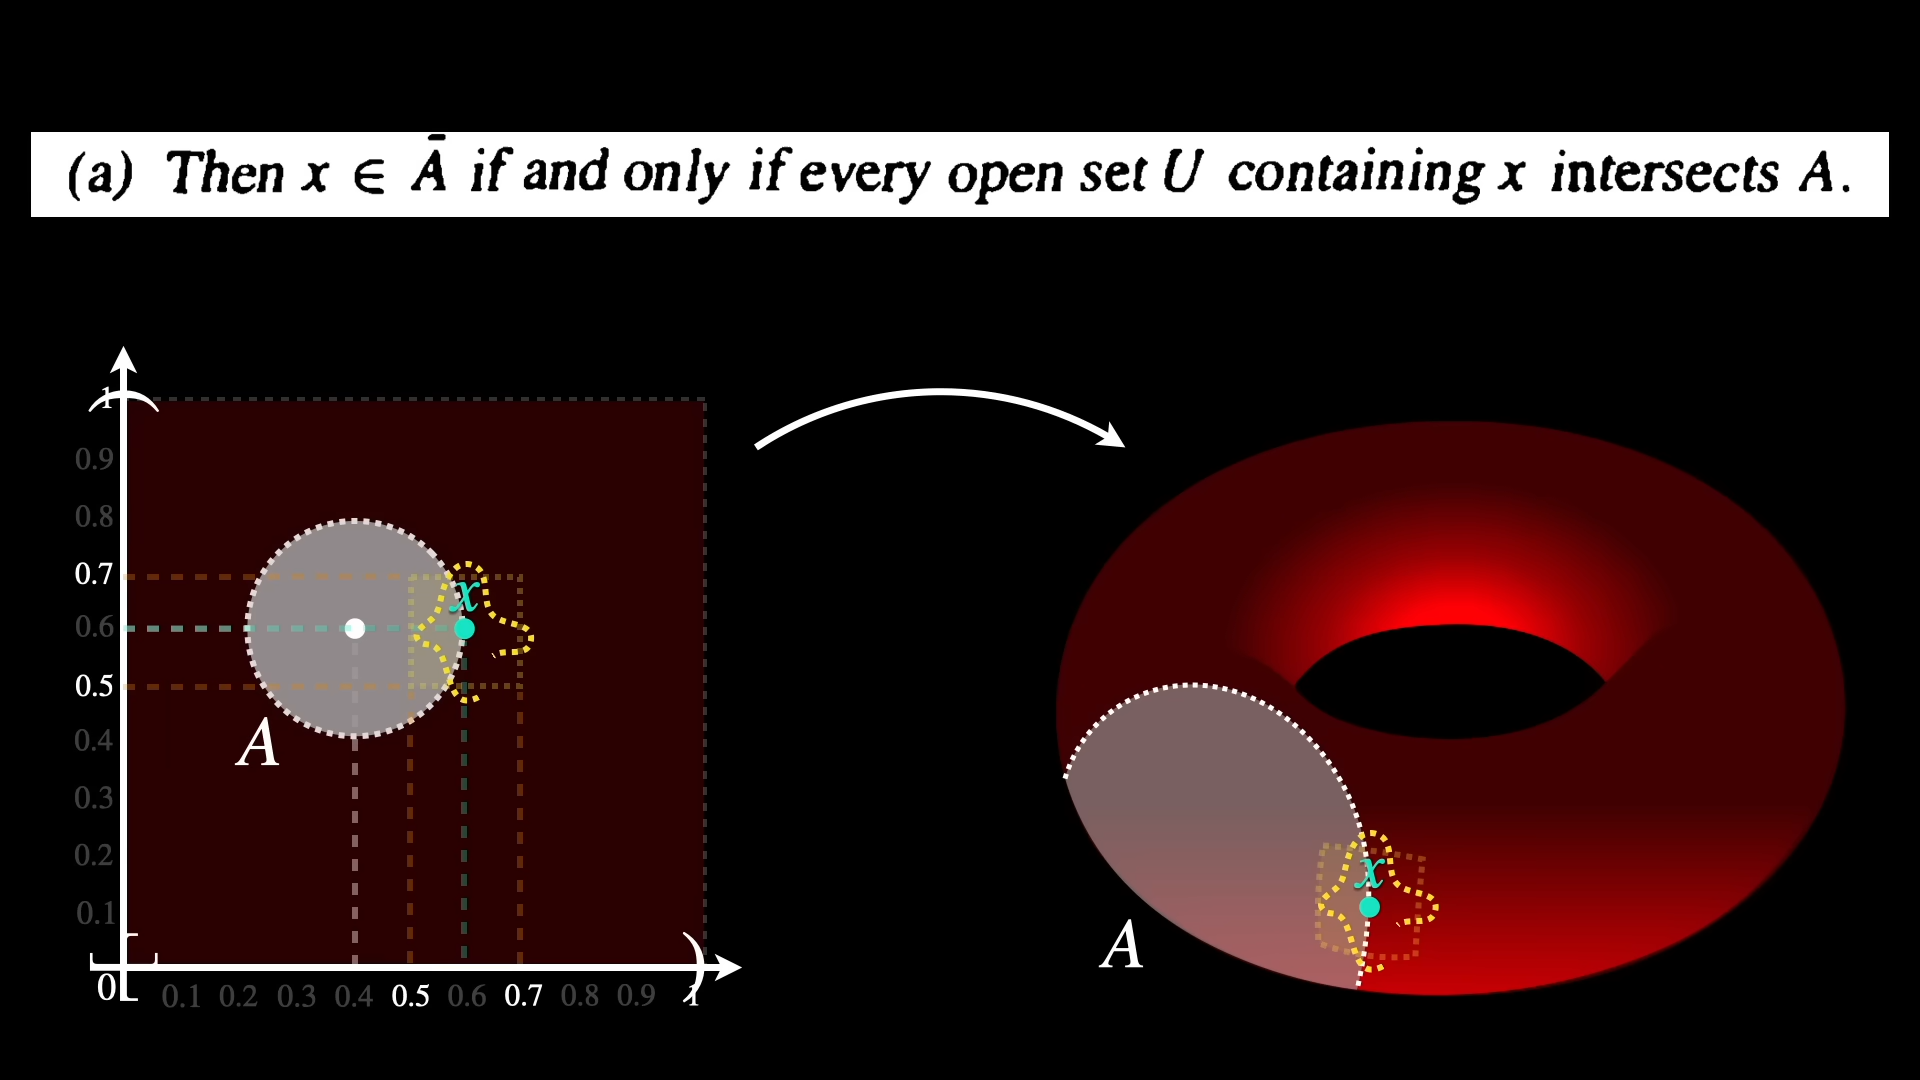 (a) Then x ∈ Ā if and only if every open set U containing x intersects A.
1
0.9
0.8
0.7
0.6
0.5
0.4
0.3
0.2
0.1
0
x
A
0.1 0.2 0.3 0.4 0.5 0.6 0.7 0.8 0.9 1
x
A